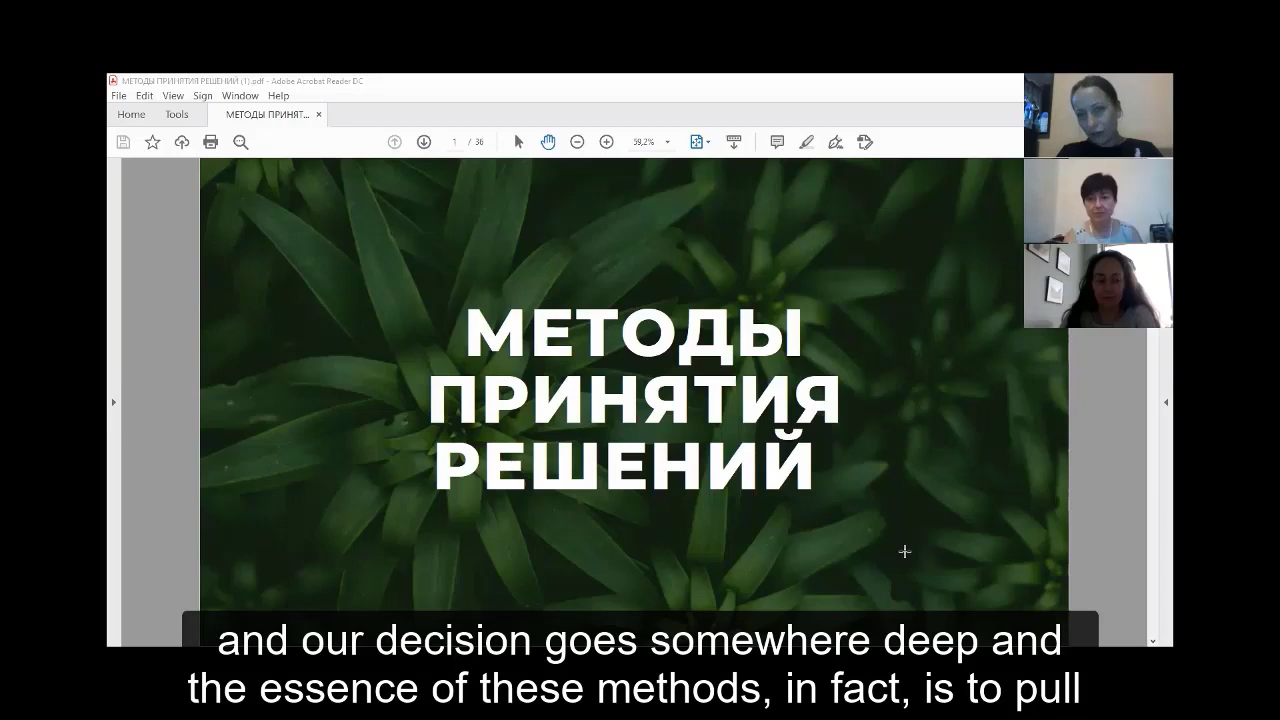 МЕТОДЫ ПРИНЯТИЯ РЕШЕНИЙ (1).pdf - Adobe Acrobat Reader DC
File Edit View Sign Window Help
Home Tools МЕТОДЫ ПРИНЯТ... ×
1 / 36 59,2%
МЕТОДЫ
ПРИНЯТИЯ
РЕШЕНИЙ
and our decision goes somewhere deep and
the essence of these methods, in fact, is to pull